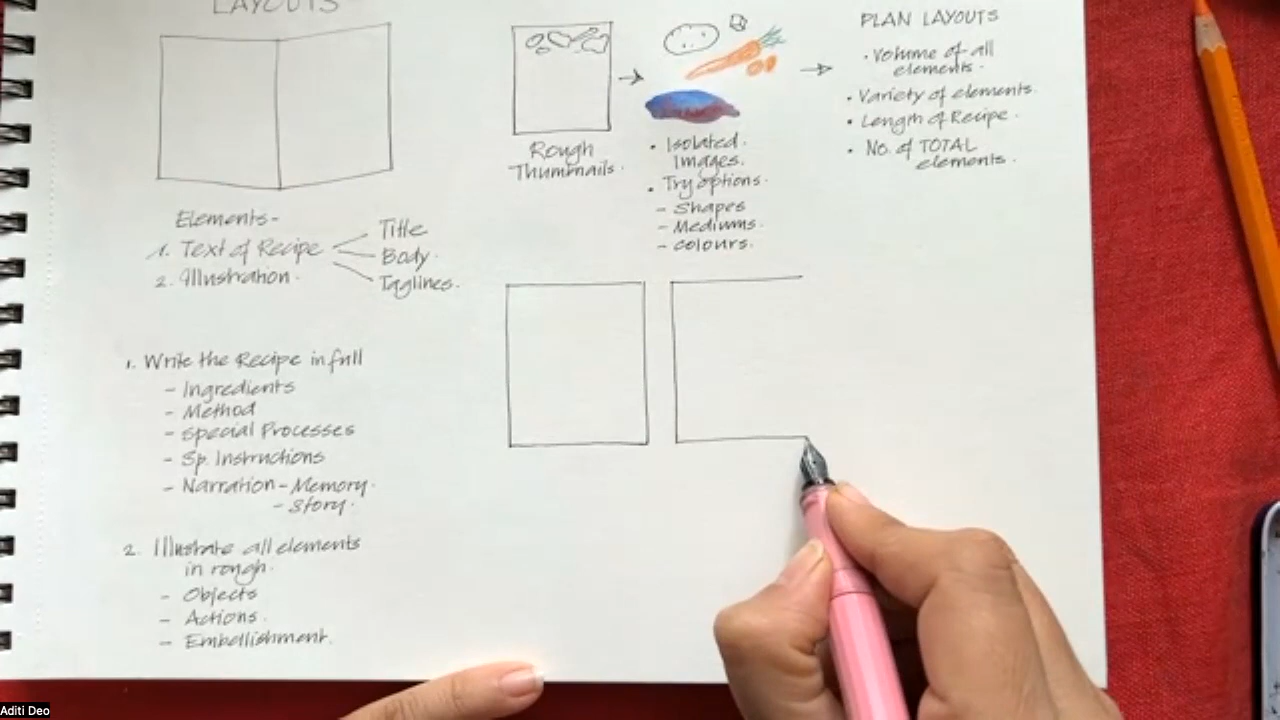 LAYOUTS
Elements-
1. Text of Recipe
2. Illustration.
Title
Body.
Taglines.
1. Write the Recipe in full
- Ingredients
- Method
- Special Processes
- Sp. Instructions
- Narration - Memory.
- Story.
2. Illustrate all elements
in rough.
- Objects
- Actions.
- Embellishment.
Rough
Thumnails.
• Isolated
Images.
• Try options.
- Shapes
- Mediums.
- colours.
PLAN LAYOUTS
• Volume of all
elements.
• Variety of elements.
• Length of Recipe.
• No. of TOTAL
elements.
Aditi Deo